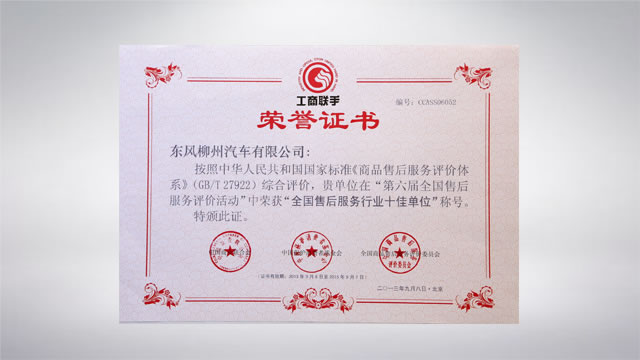 工商联手
编号：CCASS06052
荣誉证书
东风柳州汽车有限公司：
按照中华人民共和国国家标准《商品售后服务评价体
系》（GB/T 27922）综合评价，贵单位在“第六届全国售后
服务评价活动”中荣获“全国售后服务行业十佳单位”称号。
特颁此证。
二〇一三年九月八日·北京